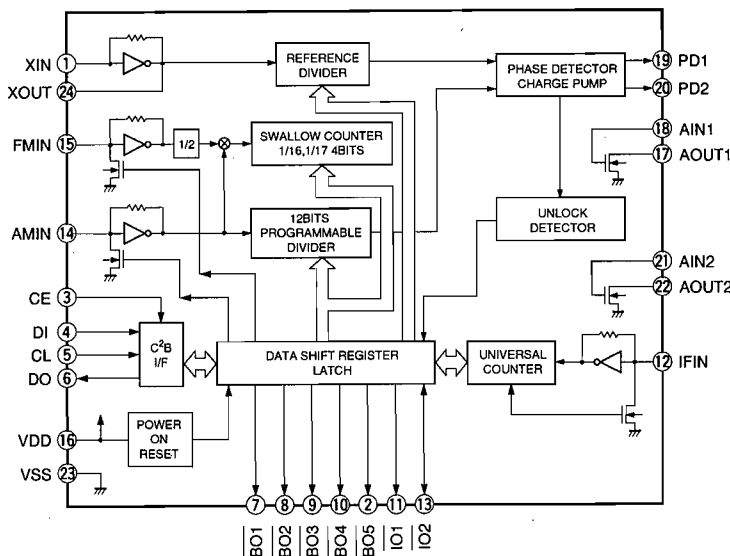 XIN 1
XOUT 24
FMIN 15
AMIN 14
CE 3
DI 4
CL 5
DO 6
VDD 16
VSS 23
REFERENCE
DIVIDER
1/2
SWALLOW COUNTER
1/16,1/17 4BITS
12BITS
PROGRAMMABLE
DIVIDER
C²B
I/F
DATA SHIFT REGISTER
LATCH
POWER
ON
RESET
PHASE DETECTOR
CHARGE PUMP
UNLOCK
DETECTOR
UNIVERSAL
COUNTER
19 PD1
20 PD2
18 AIN1
17 AOUT1
21 AIN2
22 AOUT2
12 IFIN
7 8 9 10 2 11 13
BO1 BO2 BO3 BO4 BO5 IO1 IO2